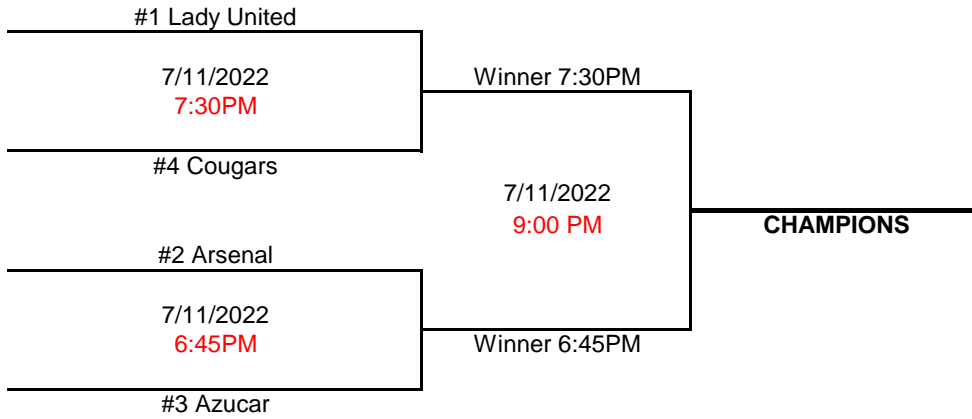 #1 Lady United
7/11/2022
7:30PM
Winner 7:30PM
#4 Cougars
7/11/2022
9:00 PM
CHAMPIONS
#2 Arsenal
7/11/2022
6:45PM
Winner 6:45PM
#3 Azucar